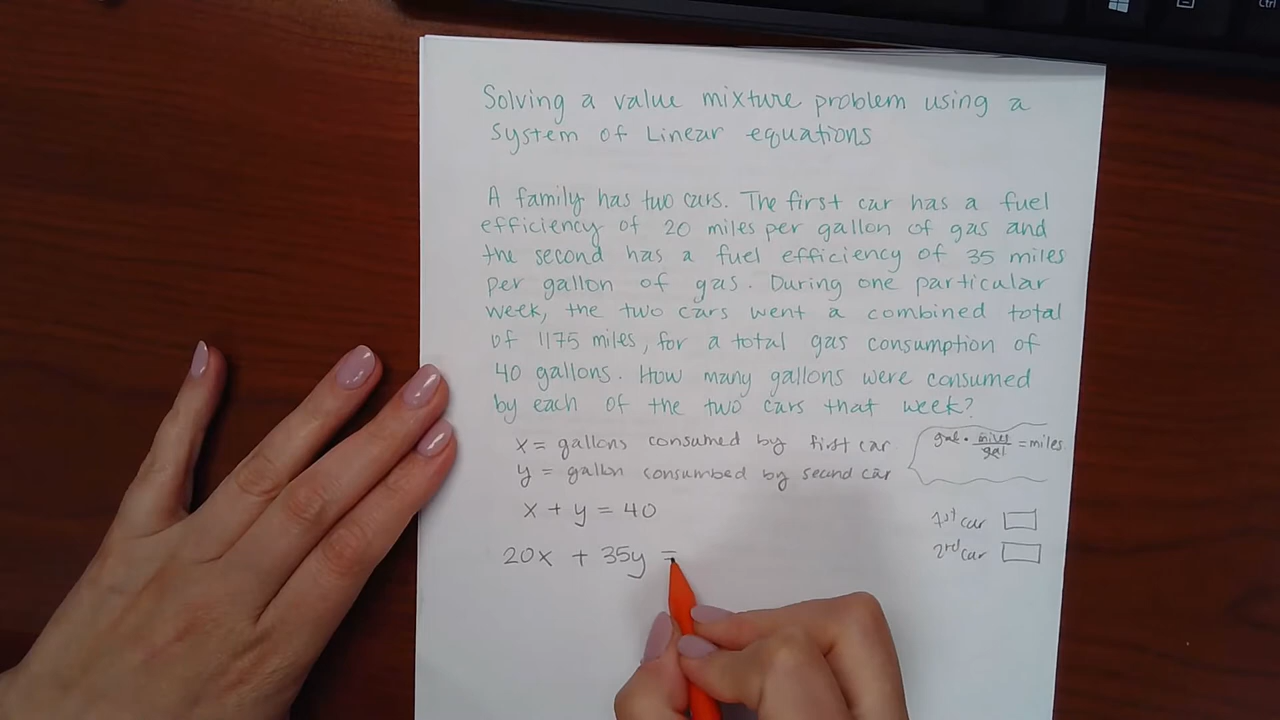 Solving a value mixture problem using a
system of Linear equations
A family has two cars. The first car has a fuel
efficiency of 20 miles per gallon of gas and
the second has a fuel efficiency of 35 miles
per gallon of gas. During one particular
week, the two cars went a combined total
of 1175 miles, for a total gas consumption of
40 gallons. How many gallons were consumed
by each of the two cars that week?
x = gallons consumed by first car.
gal · miles/gal = miles.
y = gallon consumbed by second car
x + y = 40
1st car
2nd car
20x + 35y =
Ctrl